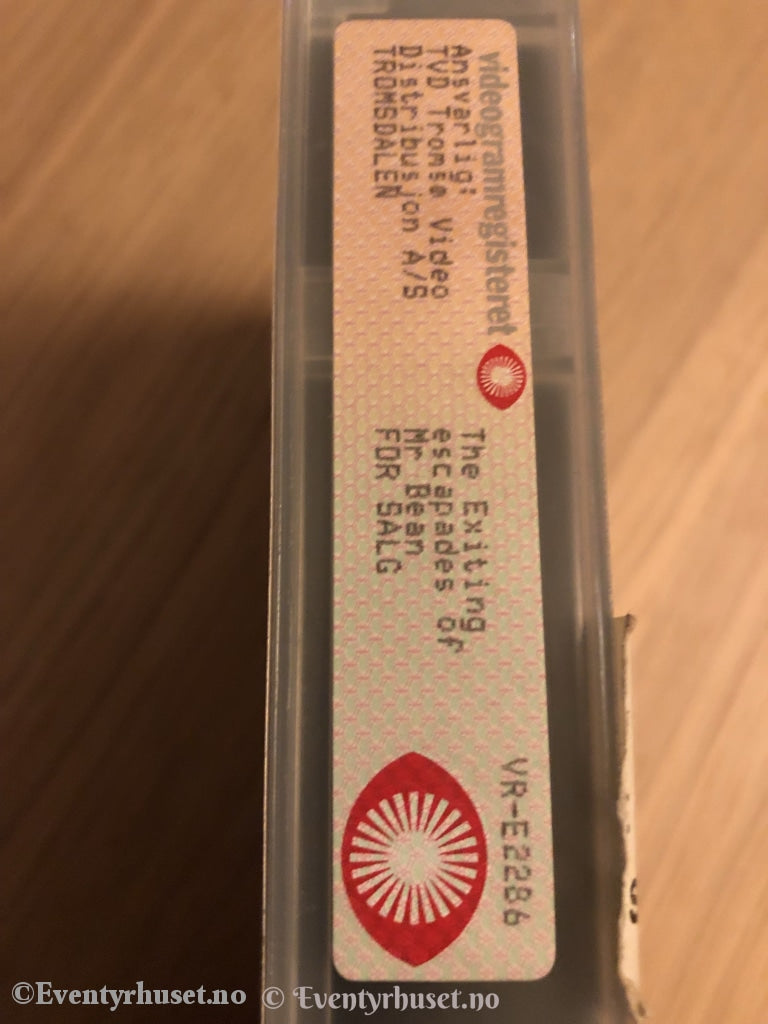 videogramregisteret
Ansvarlig:
TVD Tromsø Video
Distribusjon A/S
TROMSDALEN
The Exiting
escapades of
Mr Bean
FOR SALG
VR-E2286
©Eventyrhuset.no © Eventyrhuset.no